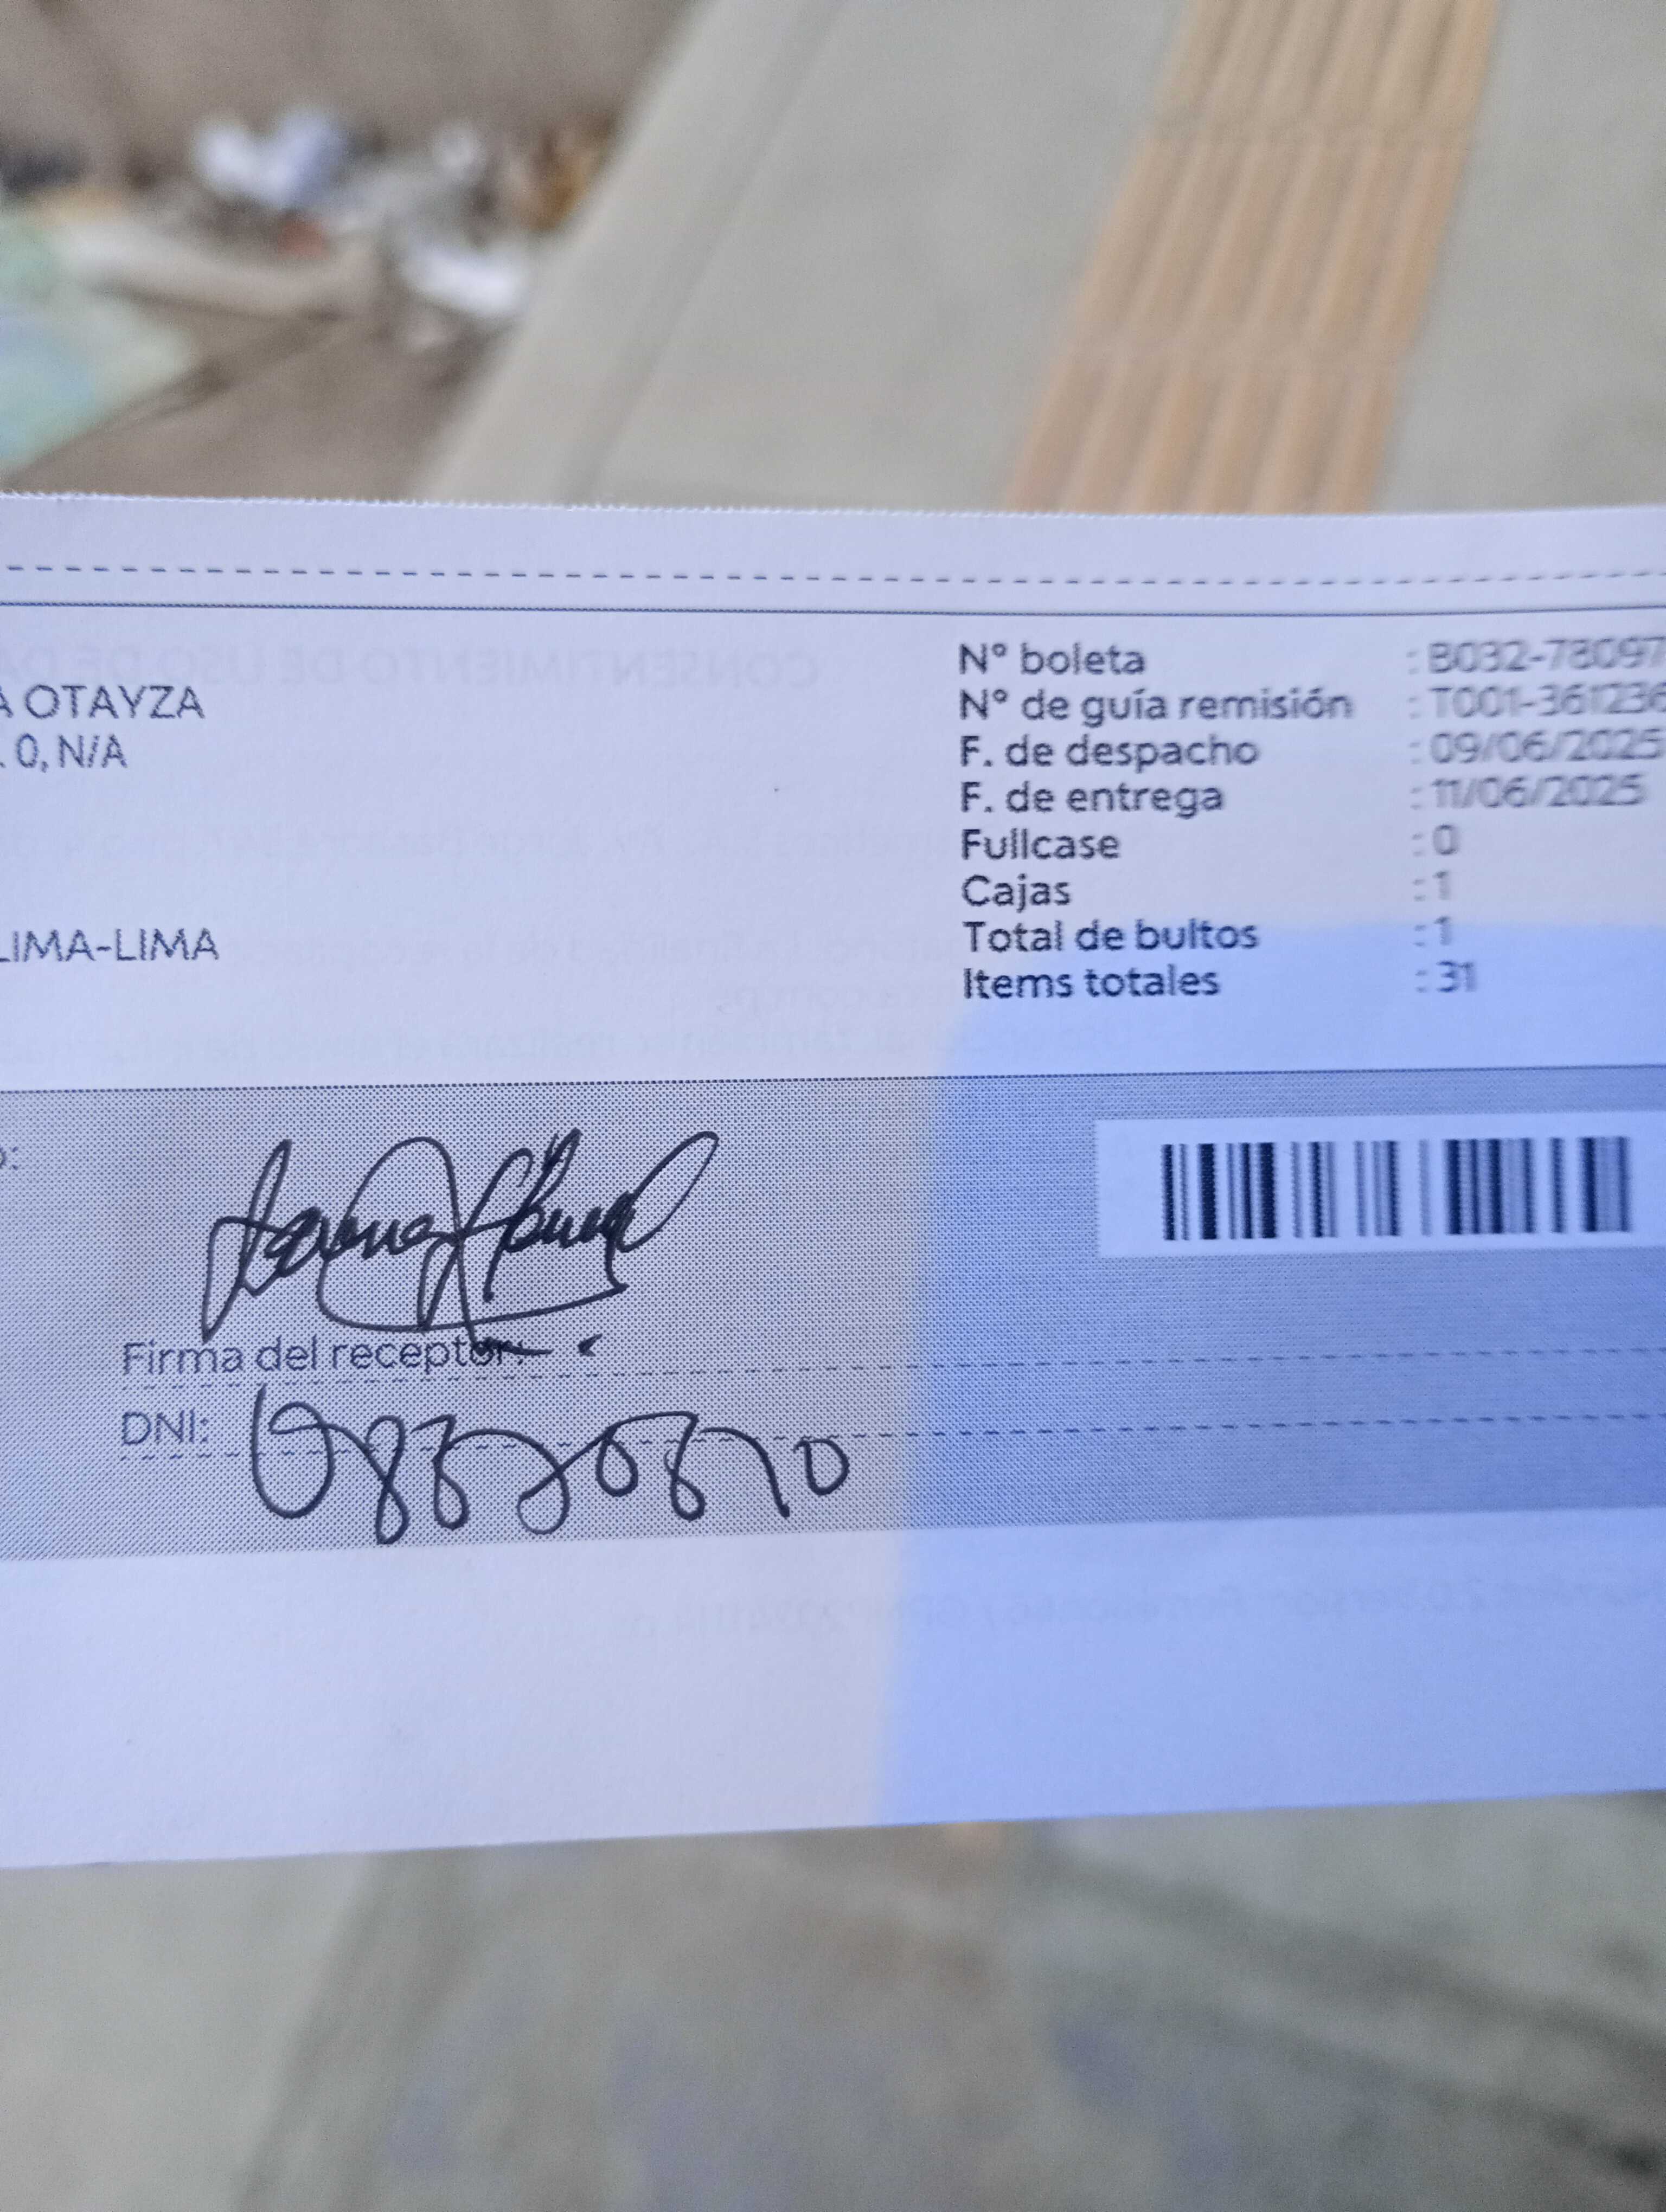 A OTAYZA
. 0, N/A
LIMA-LIMA
N° boleta : B032-78097
N° de guía remisión : T001-361236
F. de despacho : 09/06/2025
F. de entrega : 11/06/2025
Fullcase : 0
Cajas : 1
Total de bultos : 1
Items totales : 31
o:
Firma del receptor:
DNI: